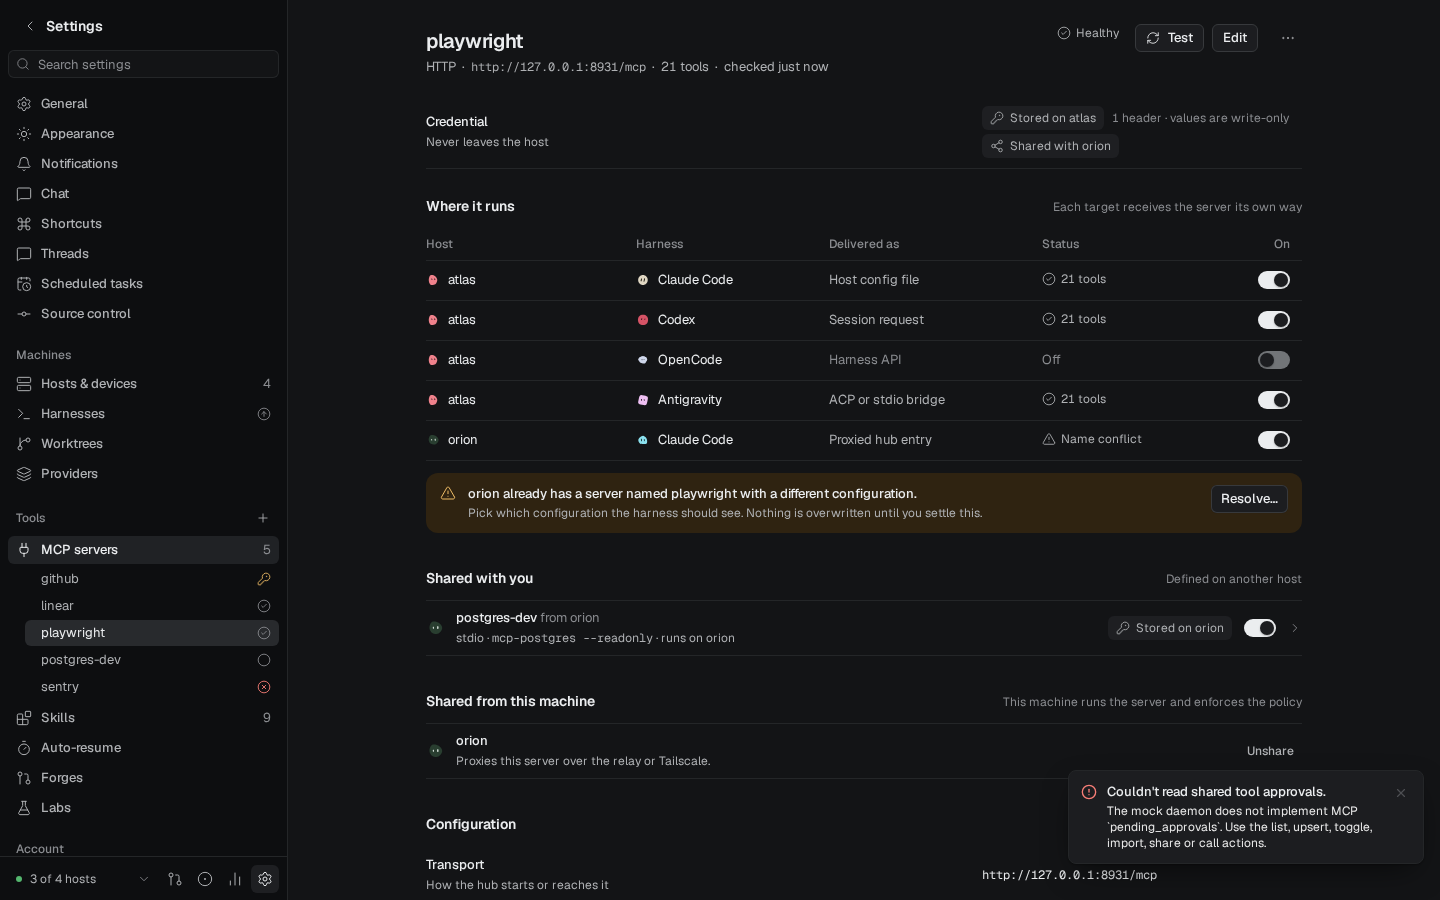 Settings
Search settings
General
Appearance
Notifications
Chat
Shortcuts
Threads
Scheduled tasks
Source control
Machines
Hosts & devices 4
Harnesses
Worktrees
Providers
Tools
MCP servers 5
github
linear
playwright
postgres-dev
sentry
Skills 9
Auto-resume
Forges
Labs
Account
3 of 4 hosts
playwright
HTTP · http://127.0.0.1:8931/mcp · 21 tools · checked just now
Healthy
Test
Edit
Credential
Never leaves the host
Stored on atlas
1 header · values are write-only
Shared with orion
Where it runs
Each target receives the server its own way
Host Harness Delivered as Status On
atlas Claude Code Host config file 21 tools
atlas Codex Session request 21 tools
atlas OpenCode Harness API Off
atlas Antigravity ACP or stdio bridge 21 tools
orion Claude Code Proxied hub entry Name conflict
orion already has a server named playwright with a different configuration.
Pick which configuration the harness should see. Nothing is overwritten until you settle this.
Resolve…
Shared with you
Defined on another host
postgres-dev from orion
stdio · mcp-postgres --readonly · runs on orion
Stored on orion
Shared from this machine
This machine runs the server and enforces the policy
orion
Proxies this server over the relay or Tailscale.
Unshare
Configuration
Transport
How the hub starts or reaches it
http://127.0.0.1:8931/mcp
Couldn't read shared tool approvals.
The mock daemon does not implement MCP
`pending_approvals`. Use the list, upsert, toggle,
import, share or call actions.